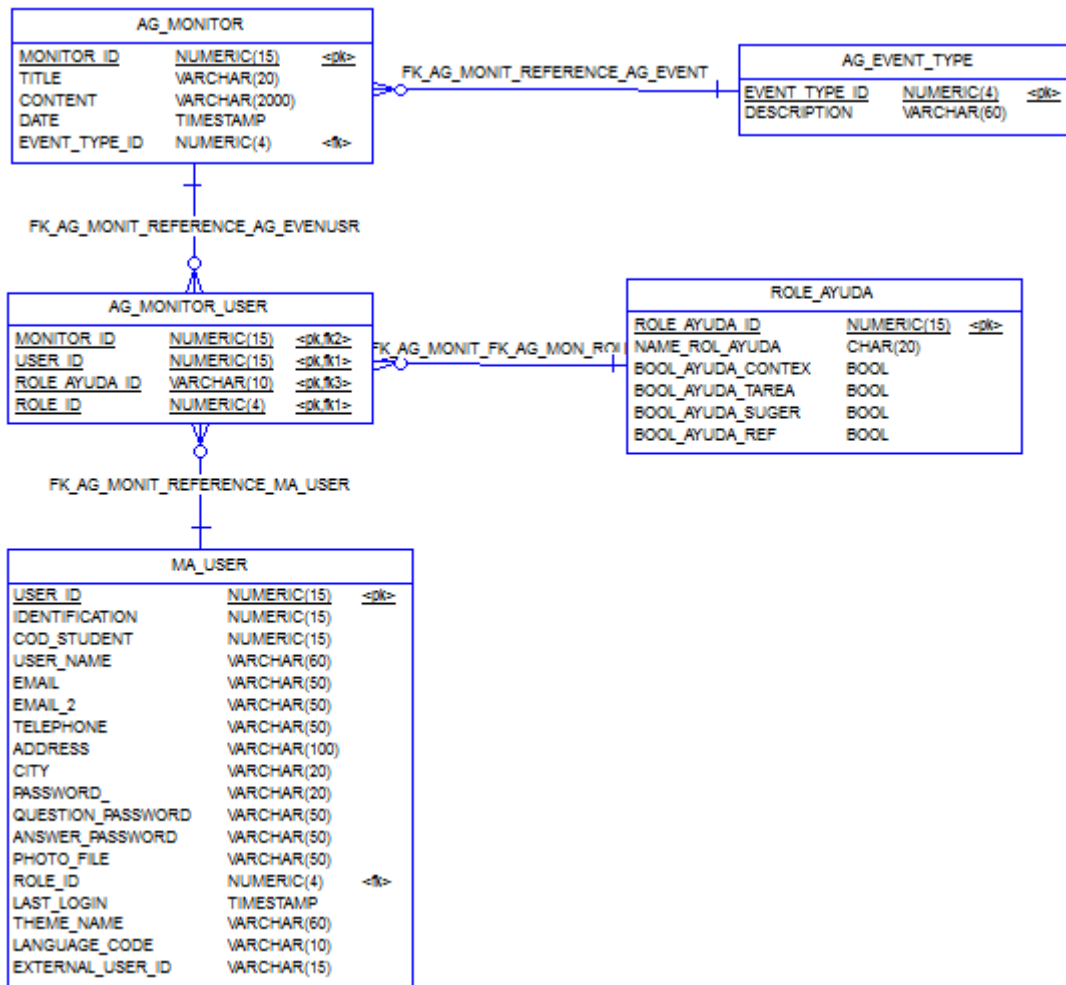 AG_MONITOR
MONITOR_ID NUMERIC(15) <pk>
TITLE VARCHAR(20)
CONTENT VARCHAR(2000)
DATE TIMESTAMP
EVENT_TYPE_ID NUMERIC(4) <fk>
FK_AG_MONIT_REFERENCE_AG_EVENT
AG_EVENT_TYPE
EVENT_TYPE_ID NUMERIC(4) <pk>
DESCRIPTION VARCHAR(60)
FK_AG_MONIT_REFERENCE_AG_EVENUSR
AG_MONITOR_USER
MONITOR_ID NUMERIC(15) <pk,fk2>
USER_ID NUMERIC(15) <pk,fk1>
ROLE_AYUDA_ID VARCHAR(10) <pk,fk3>
ROLE_ID NUMERIC(4) <pk,fk1>
FK_AG_MONIT_FK_AG_MON_ROL
ROLE_AYUDA
ROLE_AYUDA_ID NUMERIC(15) <pk>
NAME_ROL_AYUDA CHAR(20)
BOOL_AYUDA_CONTEX BOOL
BOOL_AYUDA_TAREA BOOL
BOOL_AYUDA_SUGER BOOL
BOOL_AYUDA_REF BOOL
FK_AG_MONIT_REFERENCE_MA_USER
MA_USER
USER_ID NUMERIC(15) <pk>
IDENTIFICATION NUMERIC(15)
COD_STUDENT NUMERIC(15)
USER_NAME VARCHAR(60)
EMAIL VARCHAR(50)
EMAIL_2 VARCHAR(50)
TELEPHONE VARCHAR(50)
ADDRESS VARCHAR(100)
CITY VARCHAR(20)
PASSWORD_ VARCHAR(20)
QUESTION_PASSWORD VARCHAR(50)
ANSWER_PASSWORD VARCHAR(50)
PHOTO_FILE VARCHAR(50)
ROLE_ID NUMERIC(4) <fk>
LAST_LOGIN TIMESTAMP
THEME_NAME VARCHAR(60)
LANGUAGE_CODE VARCHAR(10)
EXTERNAL_USER_ID VARCHAR(15)